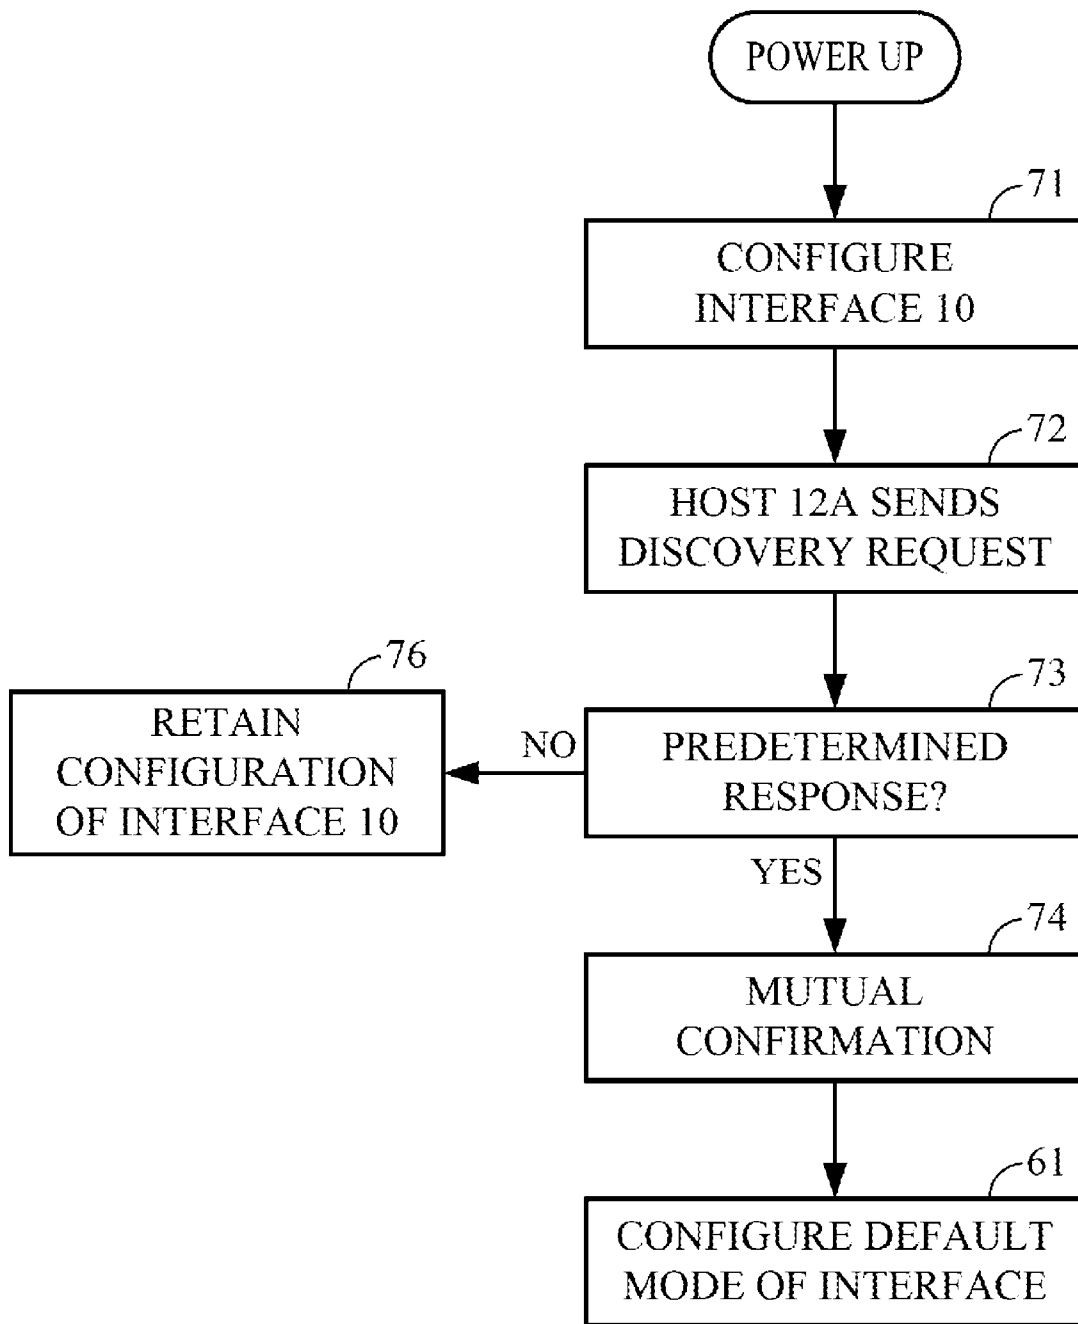 POWER UP
71
CONFIGURE
INTERFACE 10
72
HOST 12A SENDS
DISCOVERY REQUEST
73
PREDETERMINED
RESPONSE?
NO
76
RETAIN
CONFIGURATION
OF INTERFACE 10
YES
74
MUTUAL
CONFIRMATION
61
CONFIGURE DEFAULT
MODE OF INTERFACE